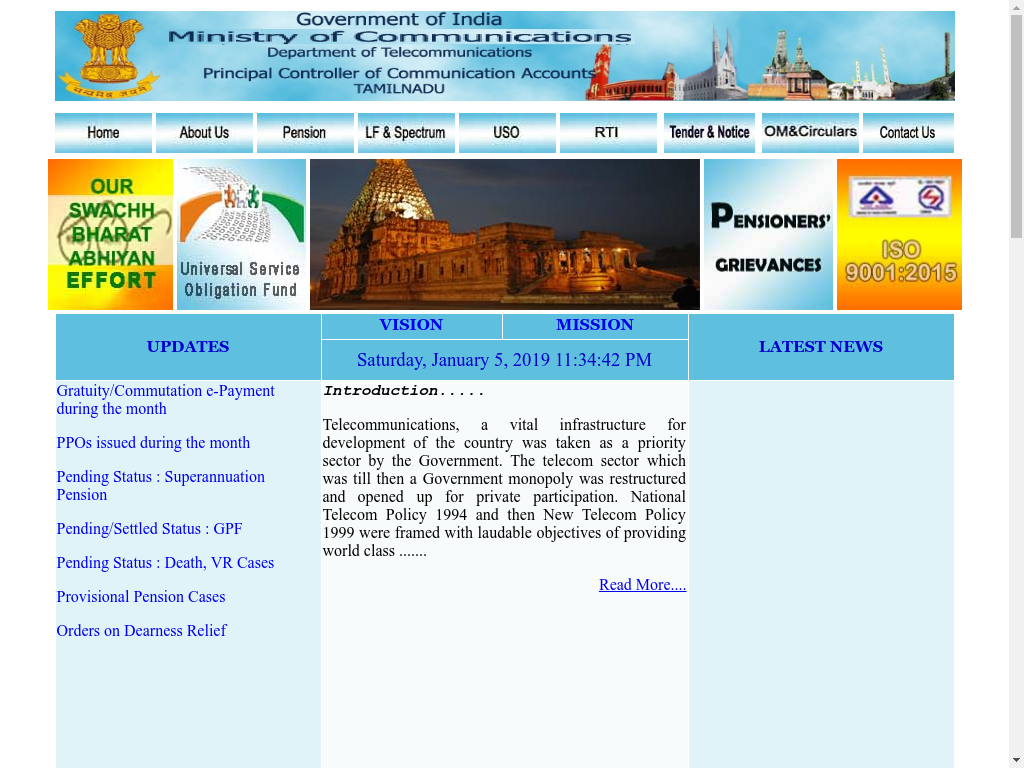 Government of India
Ministry of Communications
Department of Telecommunications
Principal Controller of Communication Accounts
TAMILNADU
सत्यमेव जयते
Home
About Us
Pension
LF & Spectrum
USO
RTI
Tender & Notice
OM&Circulars
Contact Us
OUR
SWACHH
BHARAT
ABHIYAN
EFFORT
Universal Service
Obligation Fund
PENSIONERS'
GRIEVANCES
ISO
9001:2015
UPDATES
VISION
MISSION
LATEST NEWS
Saturday, January 5, 2019 11:34:42 PM
Gratuity/Commutation e-Payment
during the month
PPOs issued during the month
Pending Status : Superannuation
Pension
Pending/Settled Status : GPF
Pending Status : Death, VR Cases
Provisional Pension Cases
Orders on Dearness Relief
Introduction.....
Telecommunications, a vital infrastructure for
development of the country was taken as a priority
sector by the Government. The telecom sector which
was till then a Government monopoly was restructured
and opened up for private participation. National
Telecom Policy 1994 and then New Telecom Policy
1999 were framed with laudable objectives of providing
world class .......
Read More....